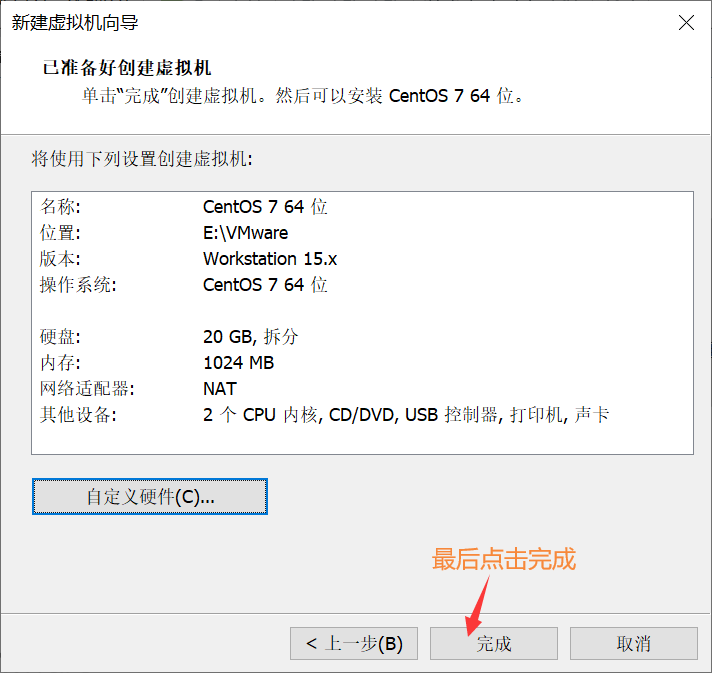 新建虚拟机向导
已准备好创建虚拟机
单击“完成”创建虚拟机。然后可以安装 CentOS 7 64 位。
将使用下列设置创建虚拟机:
名称: CentOS 7 64 位
位置: E:\VMware
版本: Workstation 15.x
操作系统: CentOS 7 64 位
硬盘: 20 GB, 拆分
内存: 1024 MB
网络适配器: NAT
其他设备: 2 个 CPU 内核, CD/DVD, USB 控制器, 打印机, 声卡
自定义硬件(C)...
最后点击完成
< 上一步(B) 完成 取消